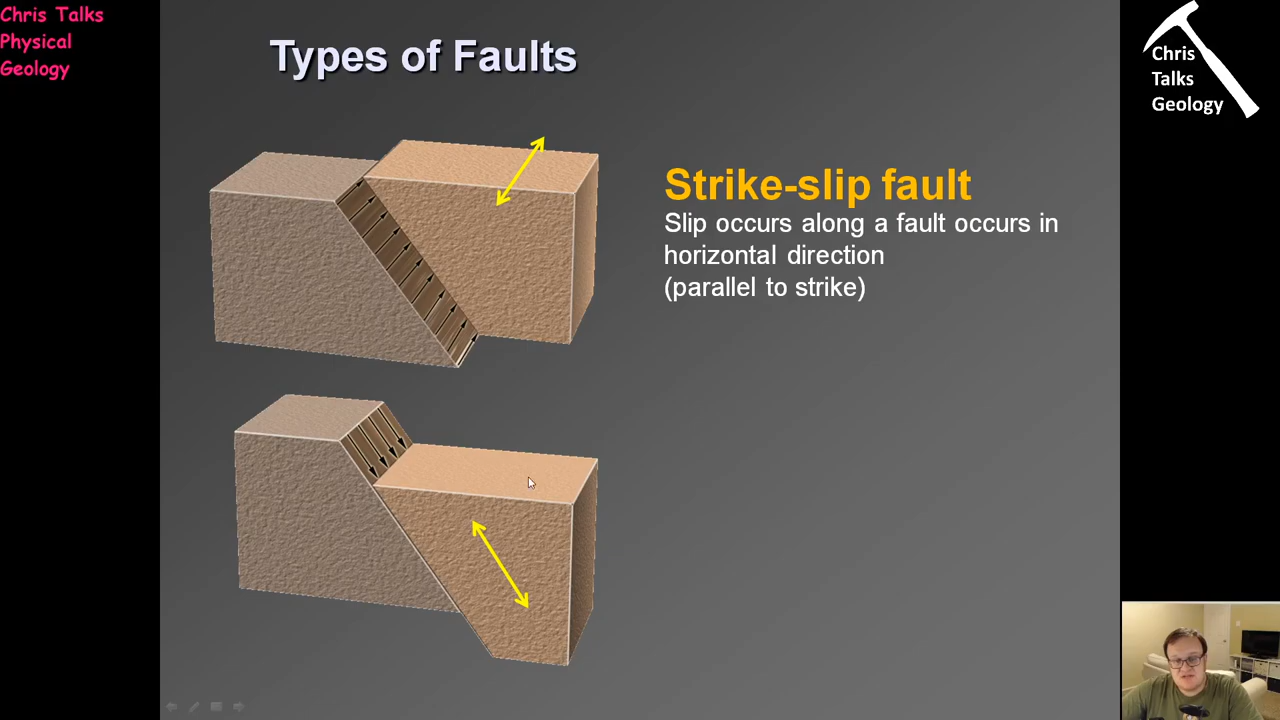 Chris Talks
Physical
Geology
Types of Faults
Chris
Talks
Geology
Strike-slip fault
Slip occurs along a fault occurs in
horizontal direction
(parallel to strike)